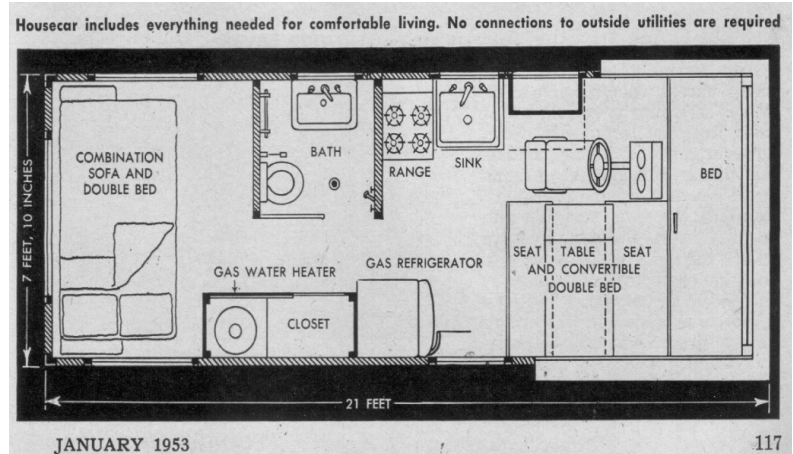 Housecar includes everything needed for comfortable living. No connections to outside utilities are required
COMBINATION
SOFA AND
DOUBLE BED
7 FEET, 10 INCHES
BATH
RANGE
SINK
BED
GAS WATER HEATER
CLOSET
GAS REFRIGERATOR
SEAT TABLE SEAT
AND CONVERTIBLE
DOUBLE BED
21 FEET
JANUARY 1953
117